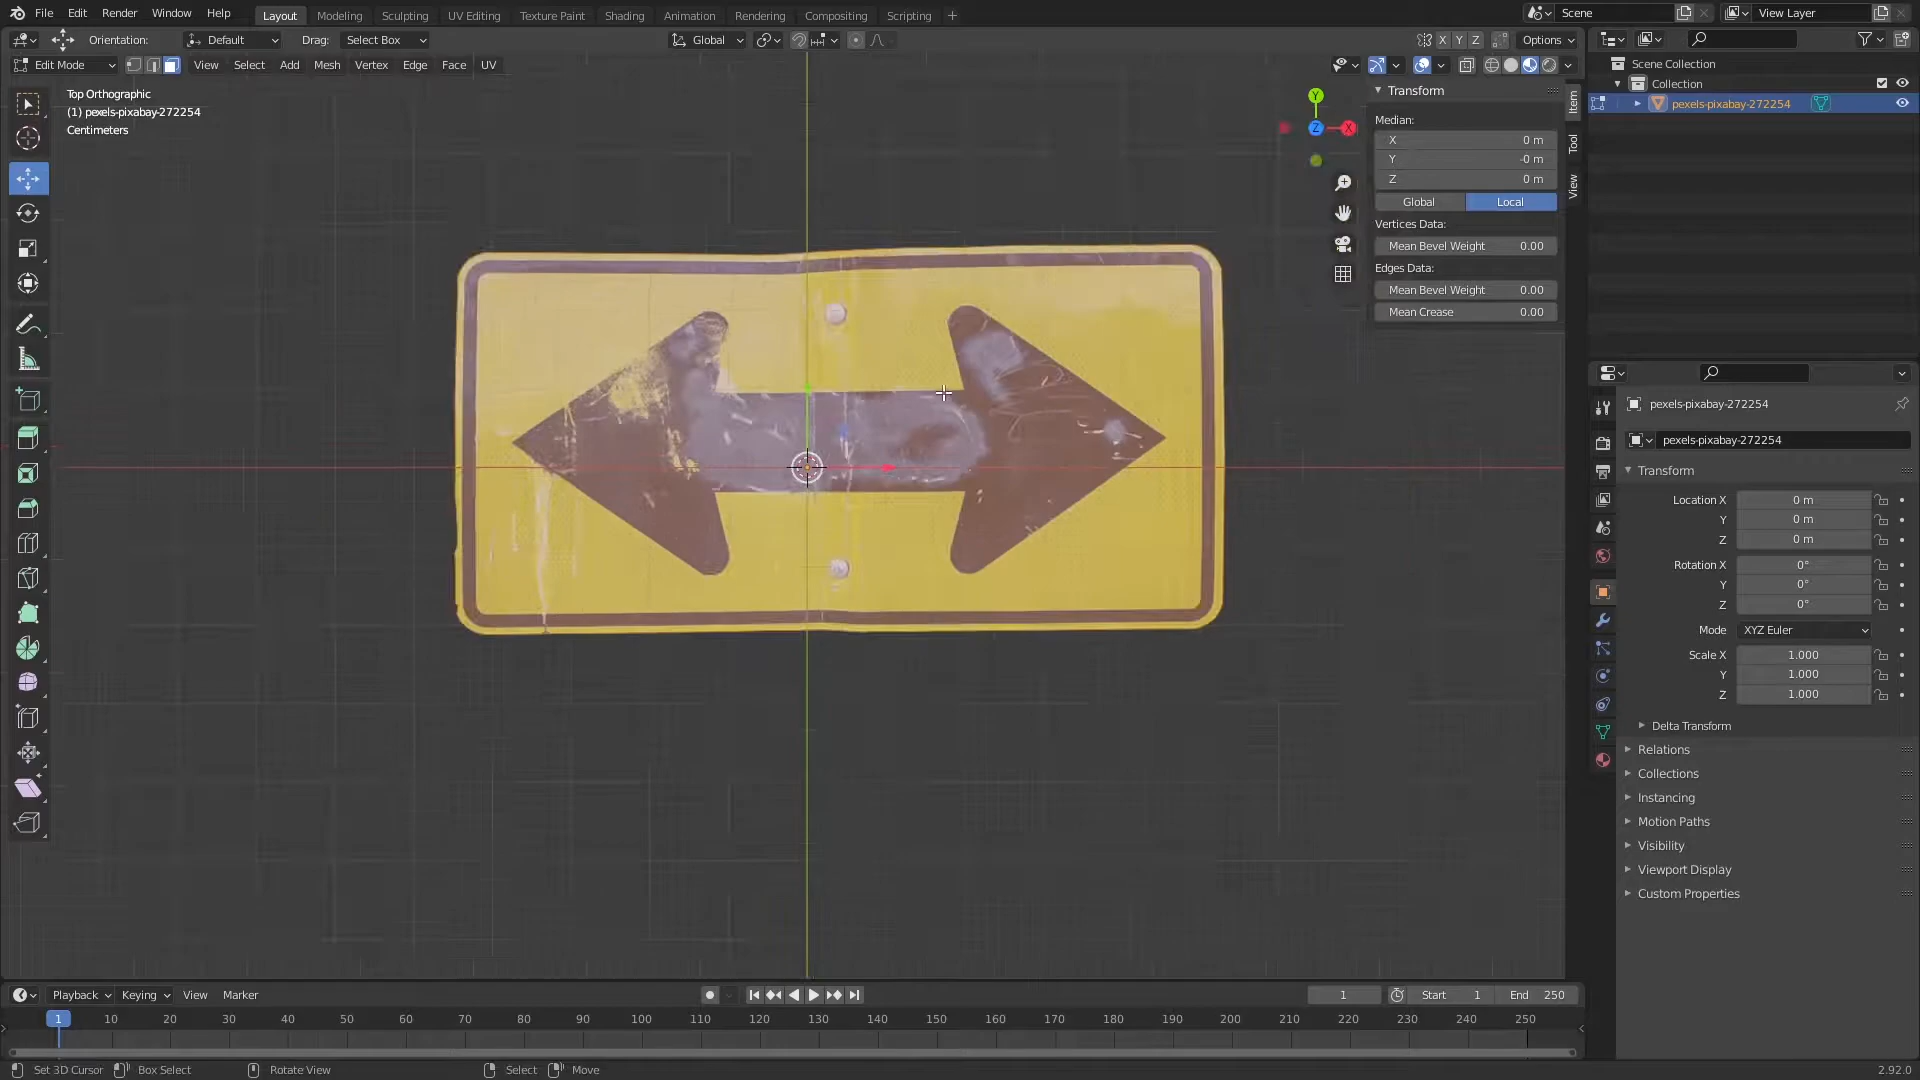 File Edit Render Window Help Layout Modeling Sculpting UV Editing Texture Paint Shading Animation Rendering Compositing Scripting + Scene View Layer
Orientation: Default Drag: Select Box Global X Y Z Options
Edit Mode View Select Add Mesh Vertex Edge Face UV
Top Orthographic
(1) pexels-pixabay-272254
Centimeters
Y
Z
X
Transform
Median:
X 0 m
Y -0 m
Z 0 m
Global Local
Vertices Data:
Mean Bevel Weight 0.00
Edges Data:
Mean Bevel Weight 0.00
Mean Crease 0.00
Item
Tool
View
Scene Collection
Collection
pexels-pixabay-272254
pexels-pixabay-272254
pexels-pixabay-272254
Transform
Location X 0 m
Y 0 m
Z 0 m
Rotation X 0°
Y 0°
Z 0°
Mode XYZ Euler
Scale X 1.000
Y 1.000
Z 1.000
Delta Transform
Relations
Collections
Instancing
Motion Paths
Visibility
Viewport Display
Custom Properties
Playback Keying View Marker 1 Start 1 End 250
1 10 20 30 40 50 60 70 80 90 100 110 120 130 140 150 160 170 180 190 200 210 220 230 240 250
Set 3D Cursor Box Select Rotate View Select Move 2.92.0